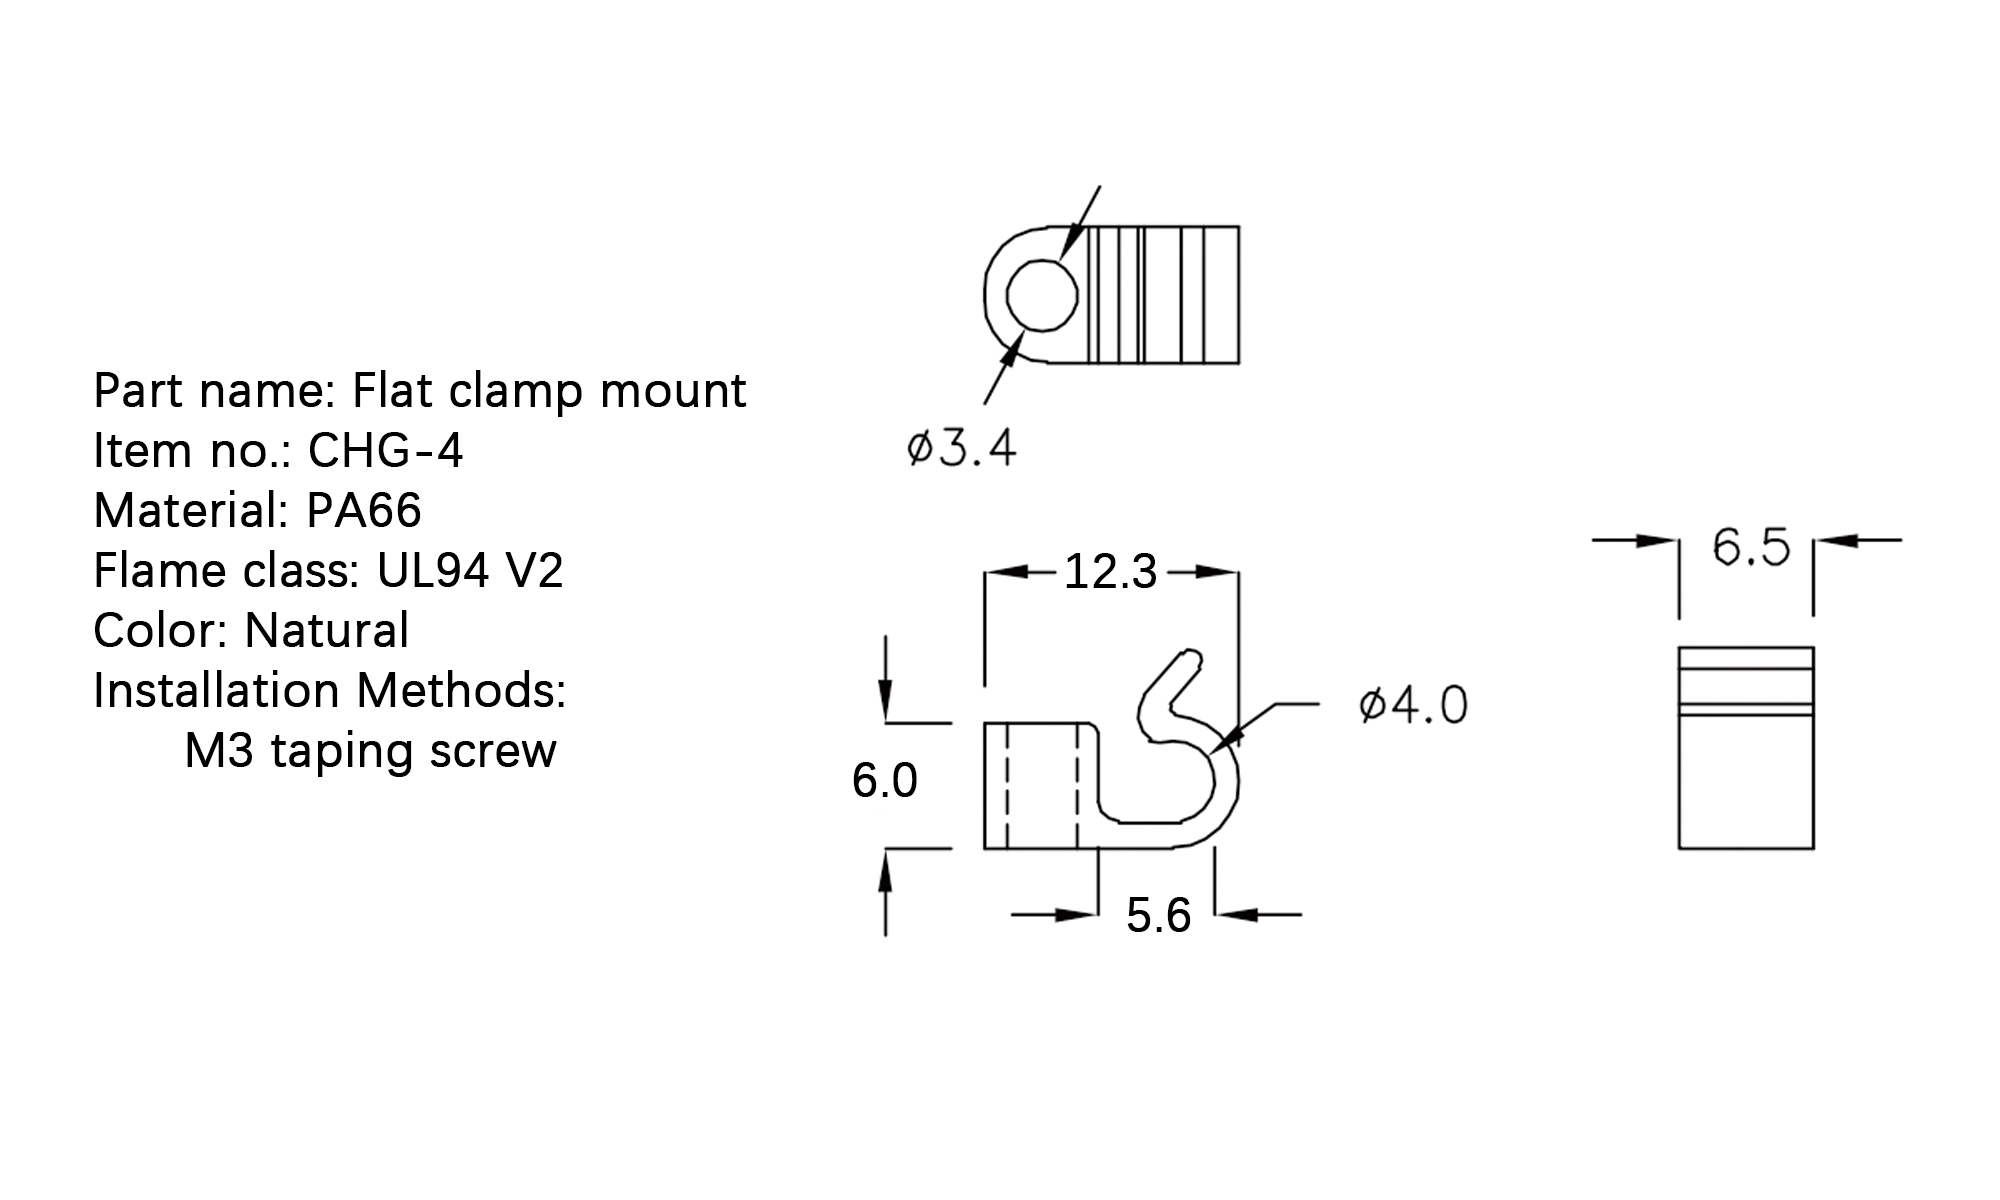 Part name: Flat clamp mount
Item no.: CHG-4
Material: PA66
Flame class: UL94 V2
Color: Natural
Installation Methods:
M3 taping screw
ø3.4
12.3
6.5
ø4.0
6.0
5.6